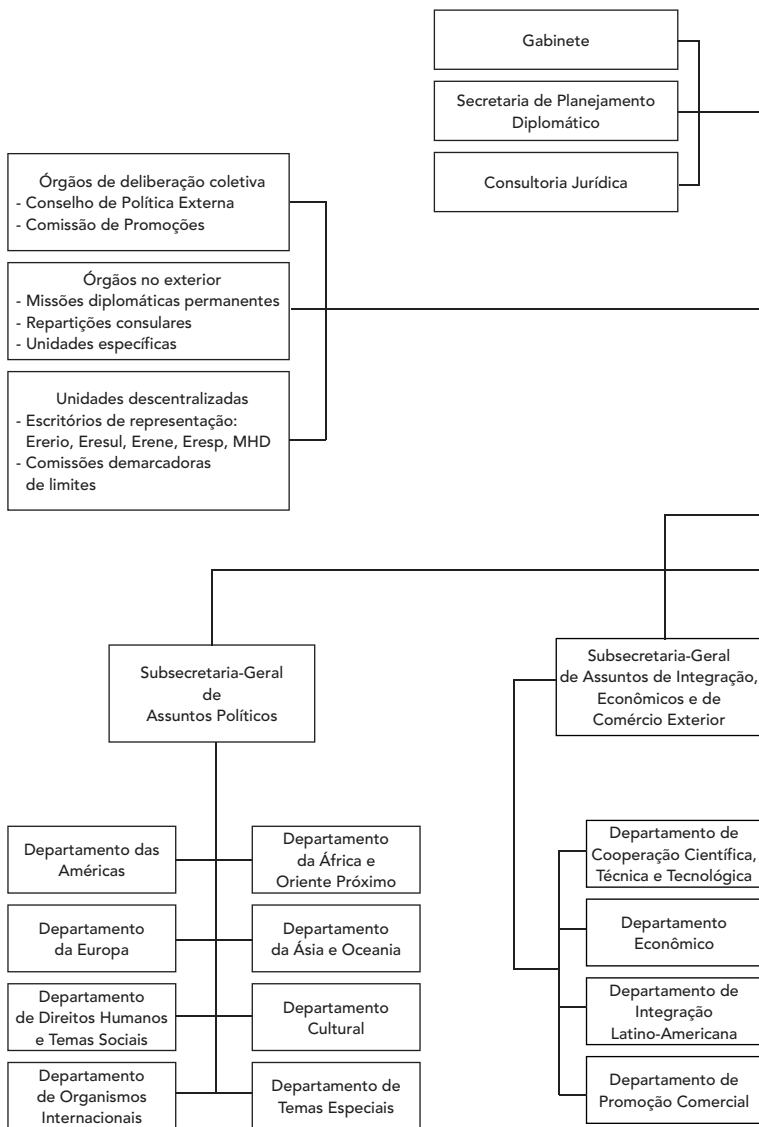 Gabinete
Secretaria de Planejamento
Diplomático
Consultoria Jurídica
Órgãos de deliberação coletiva
- Conselho de Política Externa
- Comissão de Promoções
Órgãos no exterior
- Missões diplomáticas permanentes
- Repartições consulares
- Unidades específicas
Unidades descentralizadas
- Escritórios de representação:
Ererio, Eresul, Erene, Eresp, MHD
- Comissões demarcadoras
de limites
Subsecretaria-Geral
de
Assuntos Políticos
Departamento das
Américas
Departamento
da África e
Oriente Próximo
Departamento
da Europa
Departamento
da Ásia e Oceania
Departamento
de Direitos Humanos
e Temas Sociais
Departamento
Cultural
Departamento
de Organismos
Internacionais
Departamento de
Temas Especiais
Subsecretaria-Geral
de Assuntos de Integração,
Econômicos e de
Comércio Exterior
Departamento de
Cooperação Científica,
Técnica e Tecnológica
Departamento
Econômico
Departamento de
Integração
Latino-Americana
Departamento de
Promoção Comercial